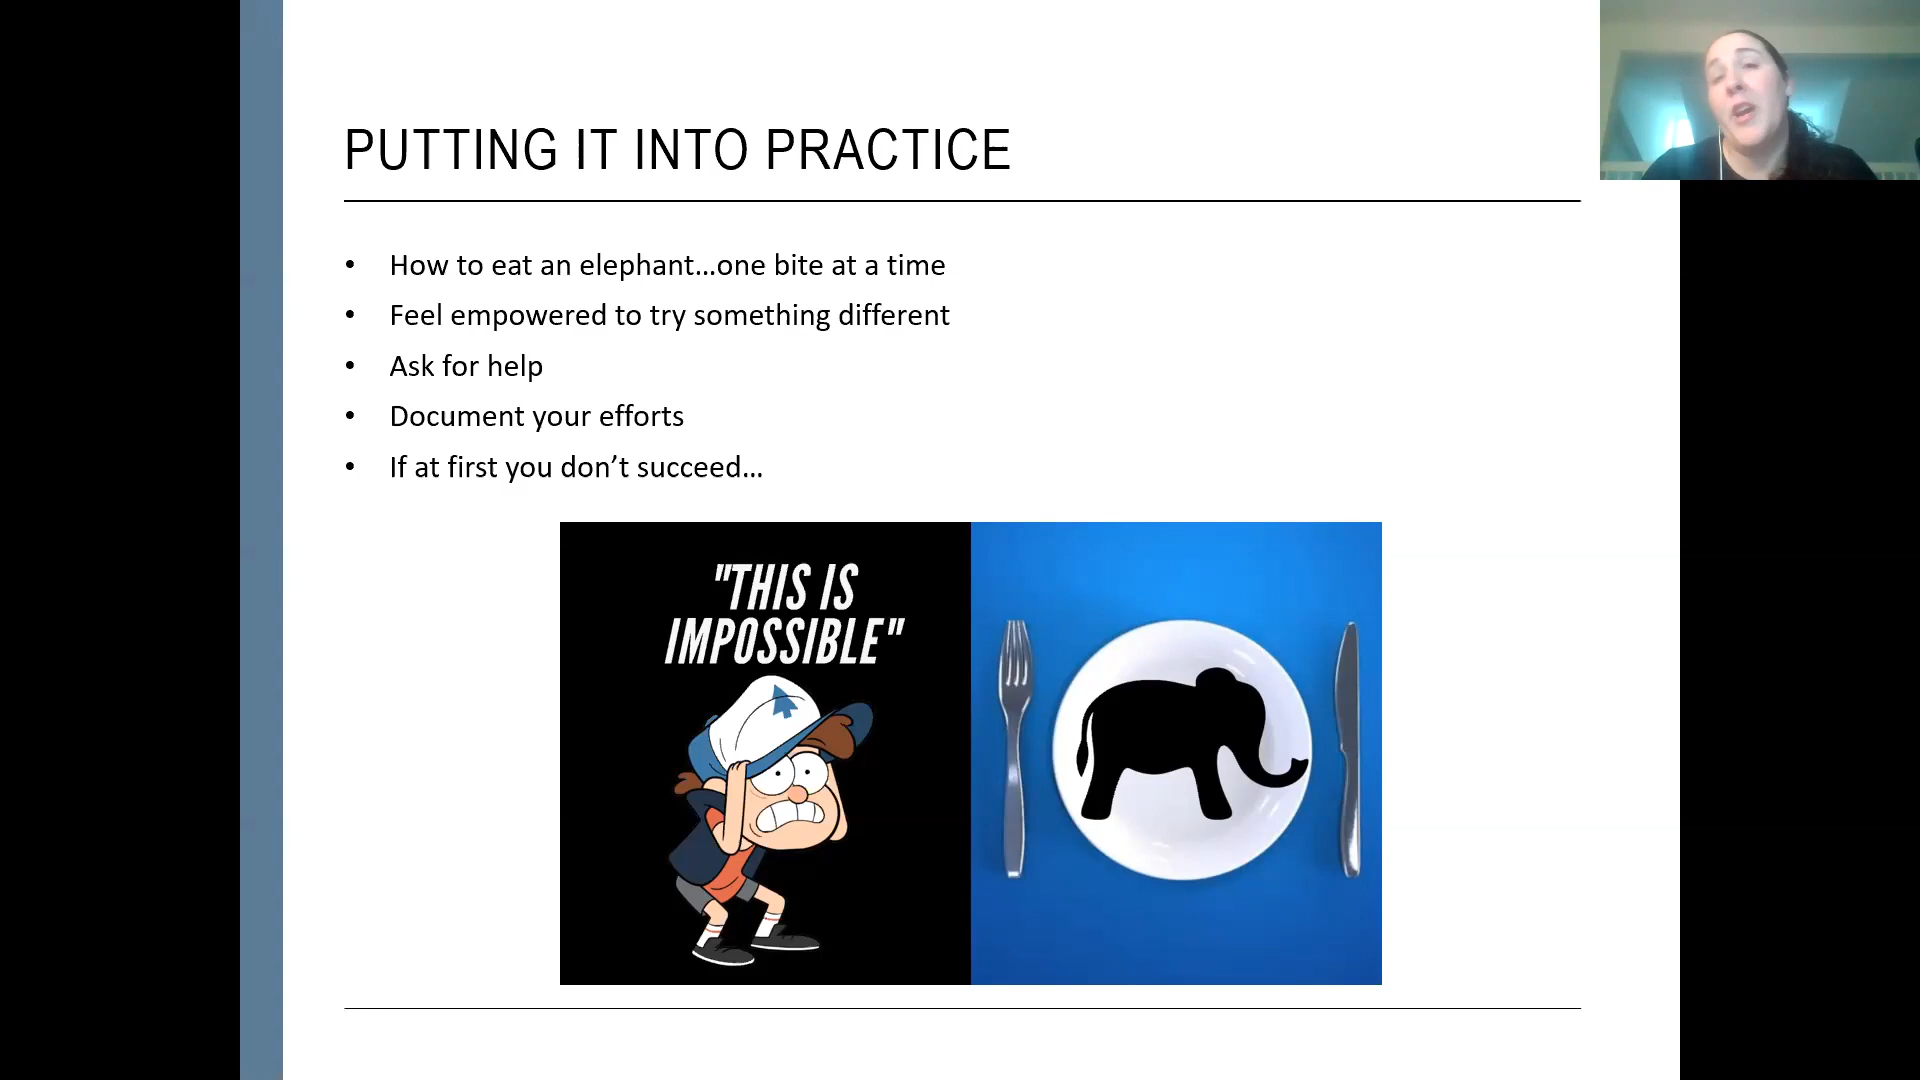 PUTTING IT INTO PRACTICE
• How to eat an elephant…one bite at a time
• Feel empowered to try something different
• Ask for help
• Document your efforts
• If at first you don’t succeed…
"THIS IS
IMPOSSIBLE"